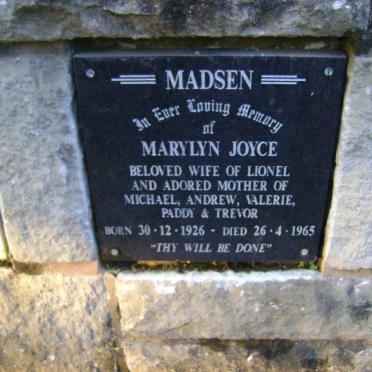 MADSEN
In Ever Loving Memory
of
MARYLYN JOYCE
BELOVED WIFE OF LIONEL
AND ADORED MOTHER OF
MICHAEL, ANDREW, VALERIE,
PADDY & TREVOR
BORN 30·12·1926 - DIED 26·4·1965
"THY WILL BE DONE"